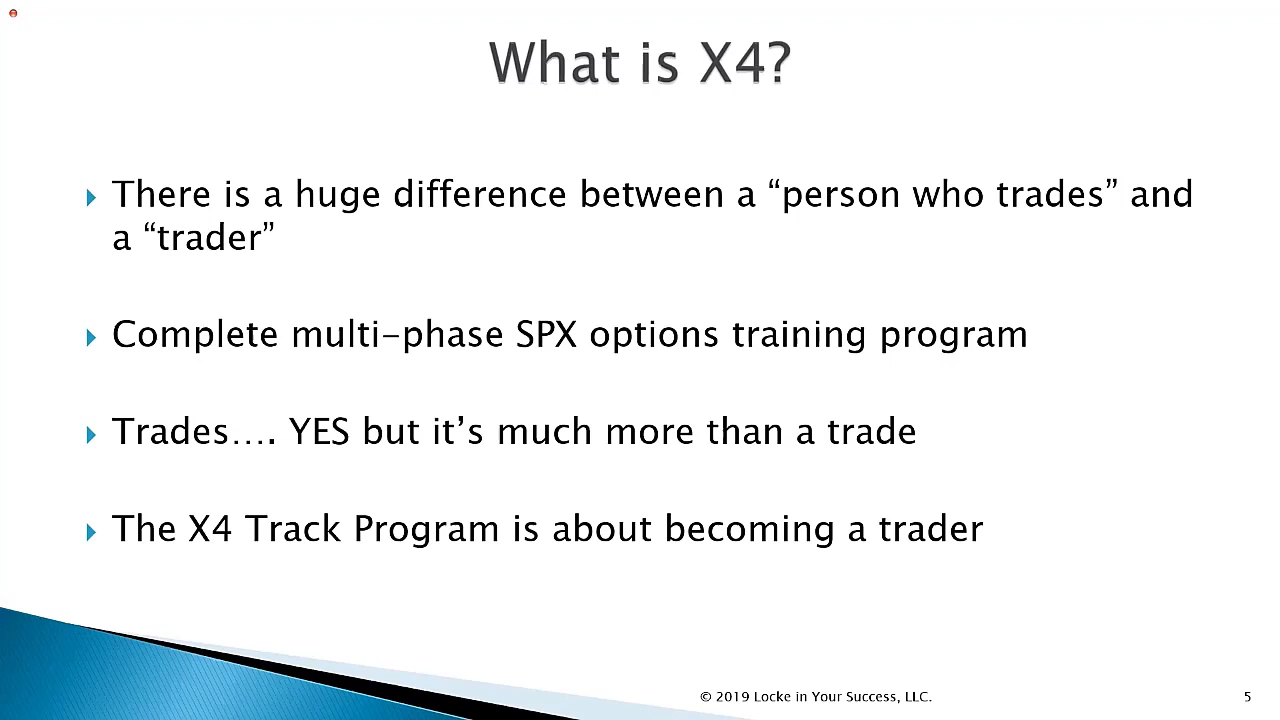 What is X4?
There is a huge difference between a “person who trades” and
a “trader”
Complete multi-phase SPX options training program
Trades.... YES but it’s much more than a trade
The X4 Track Program is about becoming a trader
© 2019 Locke in Your Success, LLC.
5